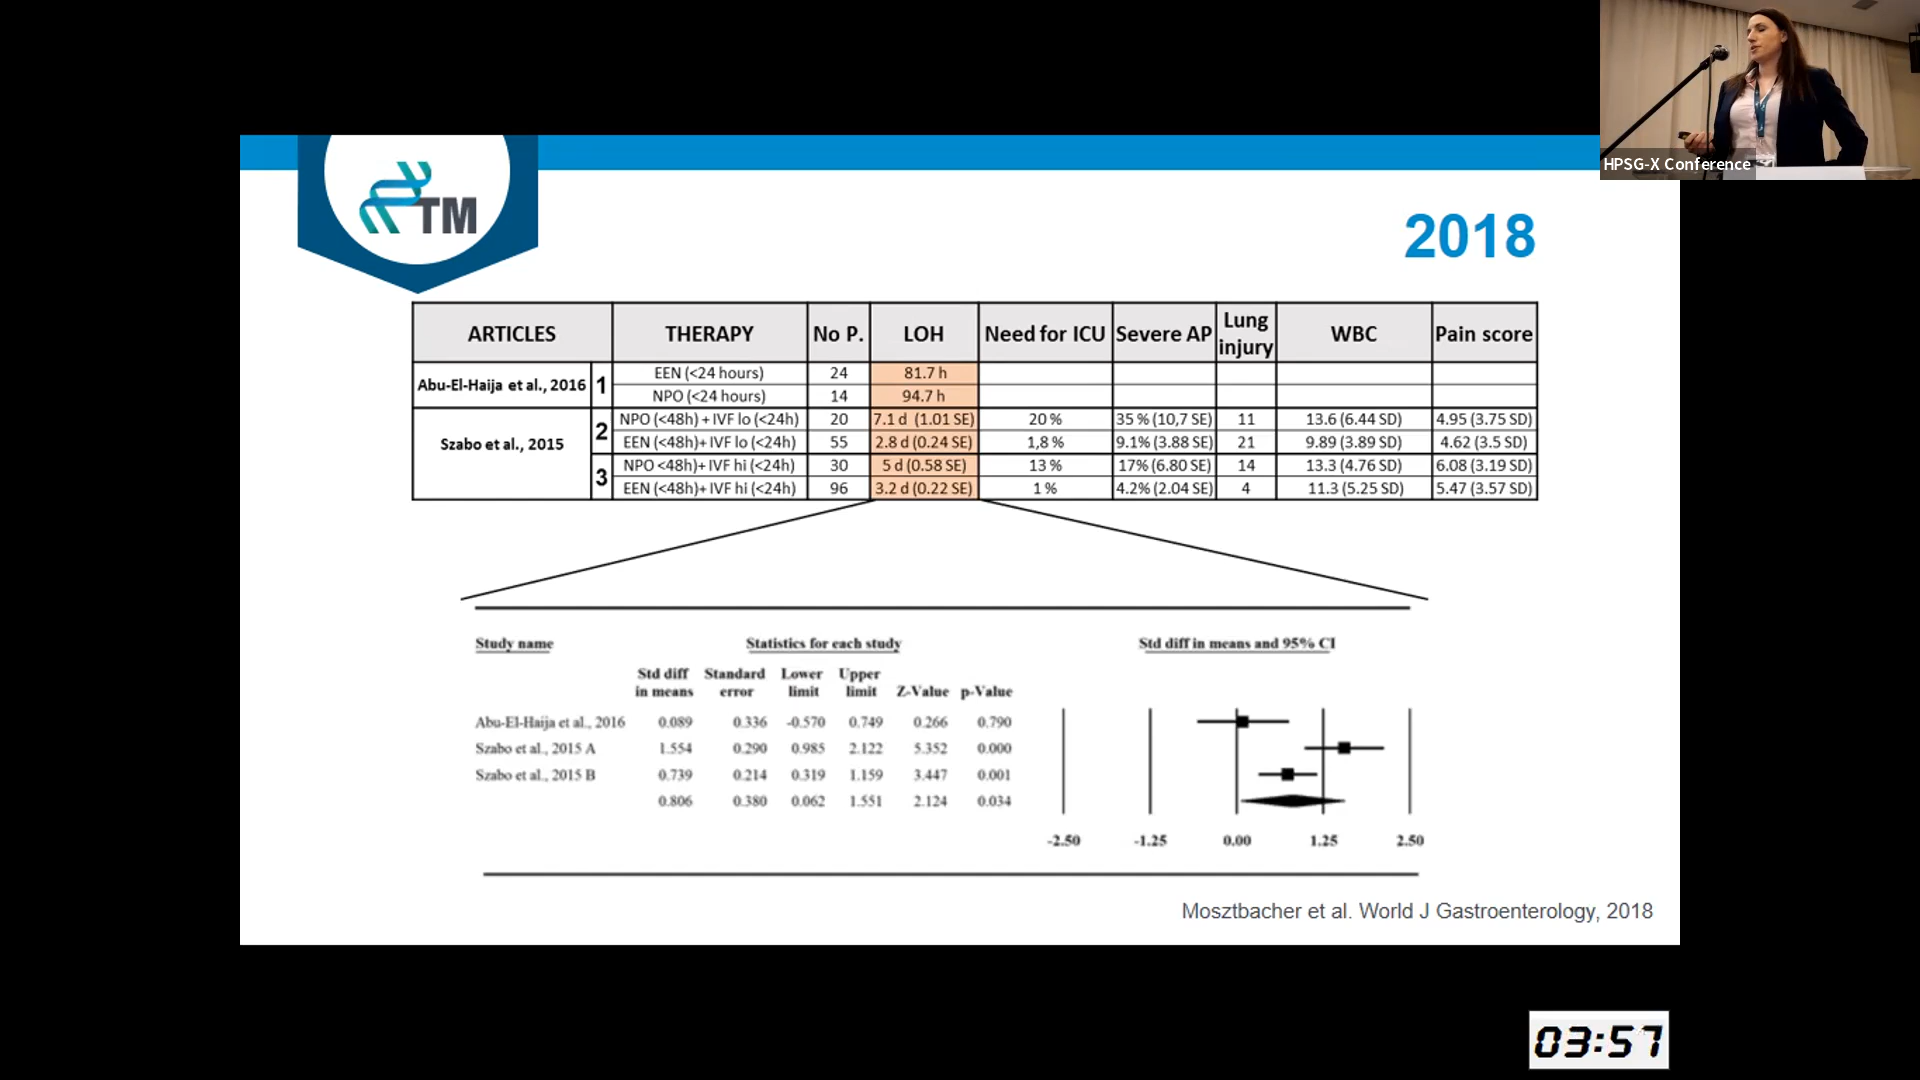 HPSG-X Conference
TM
2018
ARTICLES THERAPY No P. LOH Need for ICU Severe AP Lung injury WBC Pain score
Abu-El-Haija et al., 2016 1 EEN (<24 hours) 24 81.7 h
NPO (<24 hours) 14 94.7 h
Szabo et al., 2015 2 NPO (<48h) + IVF lo (<24h) 20 7.1 d (1.01 SE) 20 % 35 % (10,7 SE) 11 13.6 (6.44 SD) 4.95 (3.75 SD)
EEN (<48h)+ IVF lo (<24h) 55 2.8 d (0.24 SE) 1,8 % 9.1% (3.88 SE) 21 9.89 (3.89 SD) 4.62 (3.5 SD)
3 NPO <48h)+ IVF hi (<24h) 30 5 d (0.58 SE) 13 % 17% (6.80 SE) 14 13.3 (4.76 SD) 6.08 (3.19 SD)
EEN (<48h)+ IVF hi (<24h) 96 3.2 d (0.22 SE) 1 % 4.2% (2.04 SE) 4 11.3 (5.25 SD) 5.47 (3.57 SD)
Study name Statistics for each study Std diff in means and 95% CI
Std diff Standard Lower Upper
in means error limit limit Z-Value p-Value
Abu-El-Haija et al., 2016 0.089 0.336 -0.570 0.749 0.266 0.790
Szabo et al., 2015 A 1.554 0.290 0.985 2.122 5.352 0.000
Szabo et al., 2015 B 0.739 0.214 0.319 1.159 3.447 0.001
0.806 0.380 0.062 1.551 2.124 0.034
-2.50 -1.25 0.00 1.25 2.50
Mosztbacher et al. World J Gastroenterology, 2018
03:57